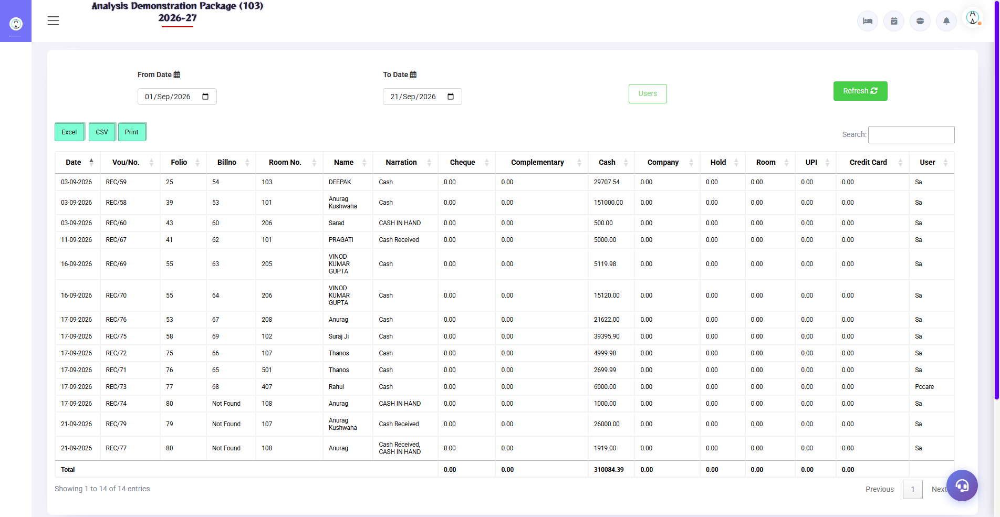 Analysis Demonstration Package (103)
2026-27
From Date
01/Sep/2026
To Date
21/Sep/2026
Users
Refresh
Excel CSV Print
Search:
Date Vou/No. Folio Billno Room No. Name Narration Cheque Complementary Cash Company Hold Room UPI Credit Card User
03-09-2026 REC/59 25 54 103 DEEPAK Cash 0.00 0.00 29707.54 0.00 0.00 0.00 0.00 0.00 Sa
03-09-2026 REC/58 39 53 101 Anurag Kushwaha Cash 0.00 0.00 151000.00 0.00 0.00 0.00 0.00 0.00 Sa
03-09-2026 REC/60 43 60 206 Sarad CASH IN HAND 0.00 0.00 500.00 0.00 0.00 0.00 0.00 0.00 Sa
11-09-2026 REC/67 41 62 101 PRAGATI Cash Received 0.00 0.00 5000.00 0.00 0.00 0.00 0.00 0.00 Sa
16-09-2026 REC/69 55 63 205 VINOD KUMAR GUPTA Cash 0.00 0.00 5119.98 0.00 0.00 0.00 0.00 0.00 Sa
16-09-2026 REC/70 55 64 206 VINOD KUMAR GUPTA Cash 0.00 0.00 15120.00 0.00 0.00 0.00 0.00 0.00 Sa
17-09-2026 REC/76 53 67 208 Anurag Cash 0.00 0.00 21622.00 0.00 0.00 0.00 0.00 0.00 Sa
17-09-2026 REC/75 58 69 102 Suraj Ji Cash 0.00 0.00 39395.90 0.00 0.00 0.00 0.00 0.00 Sa
17-09-2026 REC/72 75 66 107 Thanos Cash 0.00 0.00 4999.98 0.00 0.00 0.00 0.00 0.00 Sa
17-09-2026 REC/71 76 65 501 Thanos Cash 0.00 0.00 2699.99 0.00 0.00 0.00 0.00 0.00 Sa
17-09-2026 REC/73 77 68 407 Rahul Cash 0.00 0.00 6000.00 0.00 0.00 0.00 0.00 0.00 Pccare
17-09-2026 REC/74 80 Not Found 108 Anurag CASH IN HAND 0.00 0.00 1000.00 0.00 0.00 0.00 0.00 0.00 Sa
21-09-2026 REC/79 79 Not Found 107 Anurag Kushwaha Cash Received 0.00 0.00 26000.00 0.00 0.00 0.00 0.00 0.00 Sa
21-09-2026 REC/77 80 Not Found 108 Anurag Cash Received, CASH IN HAND 0.00 0.00 1919.00 0.00 0.00 0.00 0.00 0.00 Sa
Total 0.00 0.00 310084.39 0.00 0.00 0.00 0.00 0.00
Showing 1 to 14 of 14 entries
Previous 1 Next